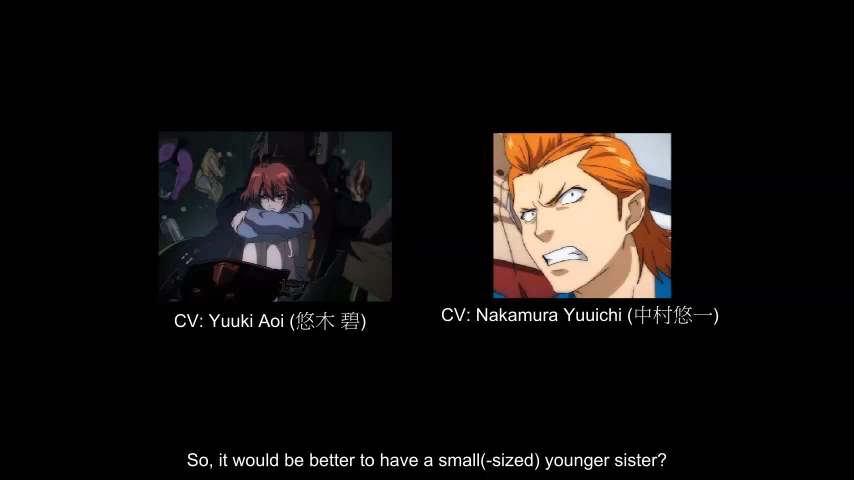 CV: Yuuki Aoi (悠木 碧)
CV: Nakamura Yuuichi (中村悠一)
So, it would be better to have a small(-sized) younger sister?